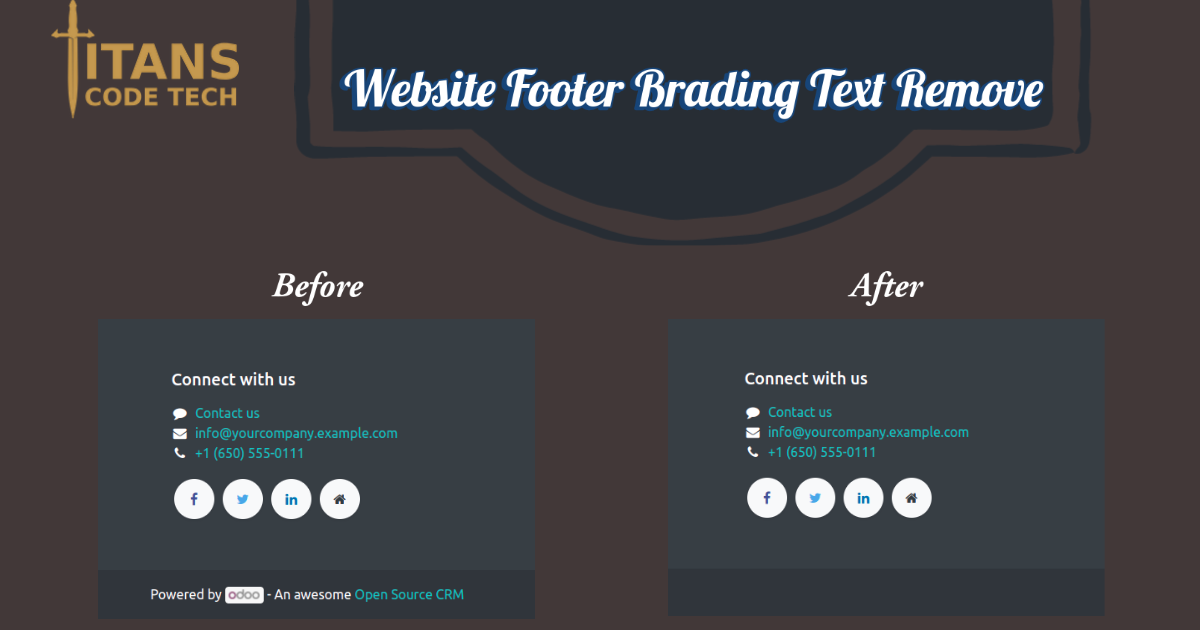 TITANS
CODE TECH
Website Footer Brading Text Remove
Before
After
Connect with us
Contact us
info@yourcompany.example.com
+1 (650) 555-0111
f
in
Powered by odoo - An awesome Open Source CRM
Connect with us
Contact us
info@yourcompany.example.com
+1 (650) 555-0111
f
in